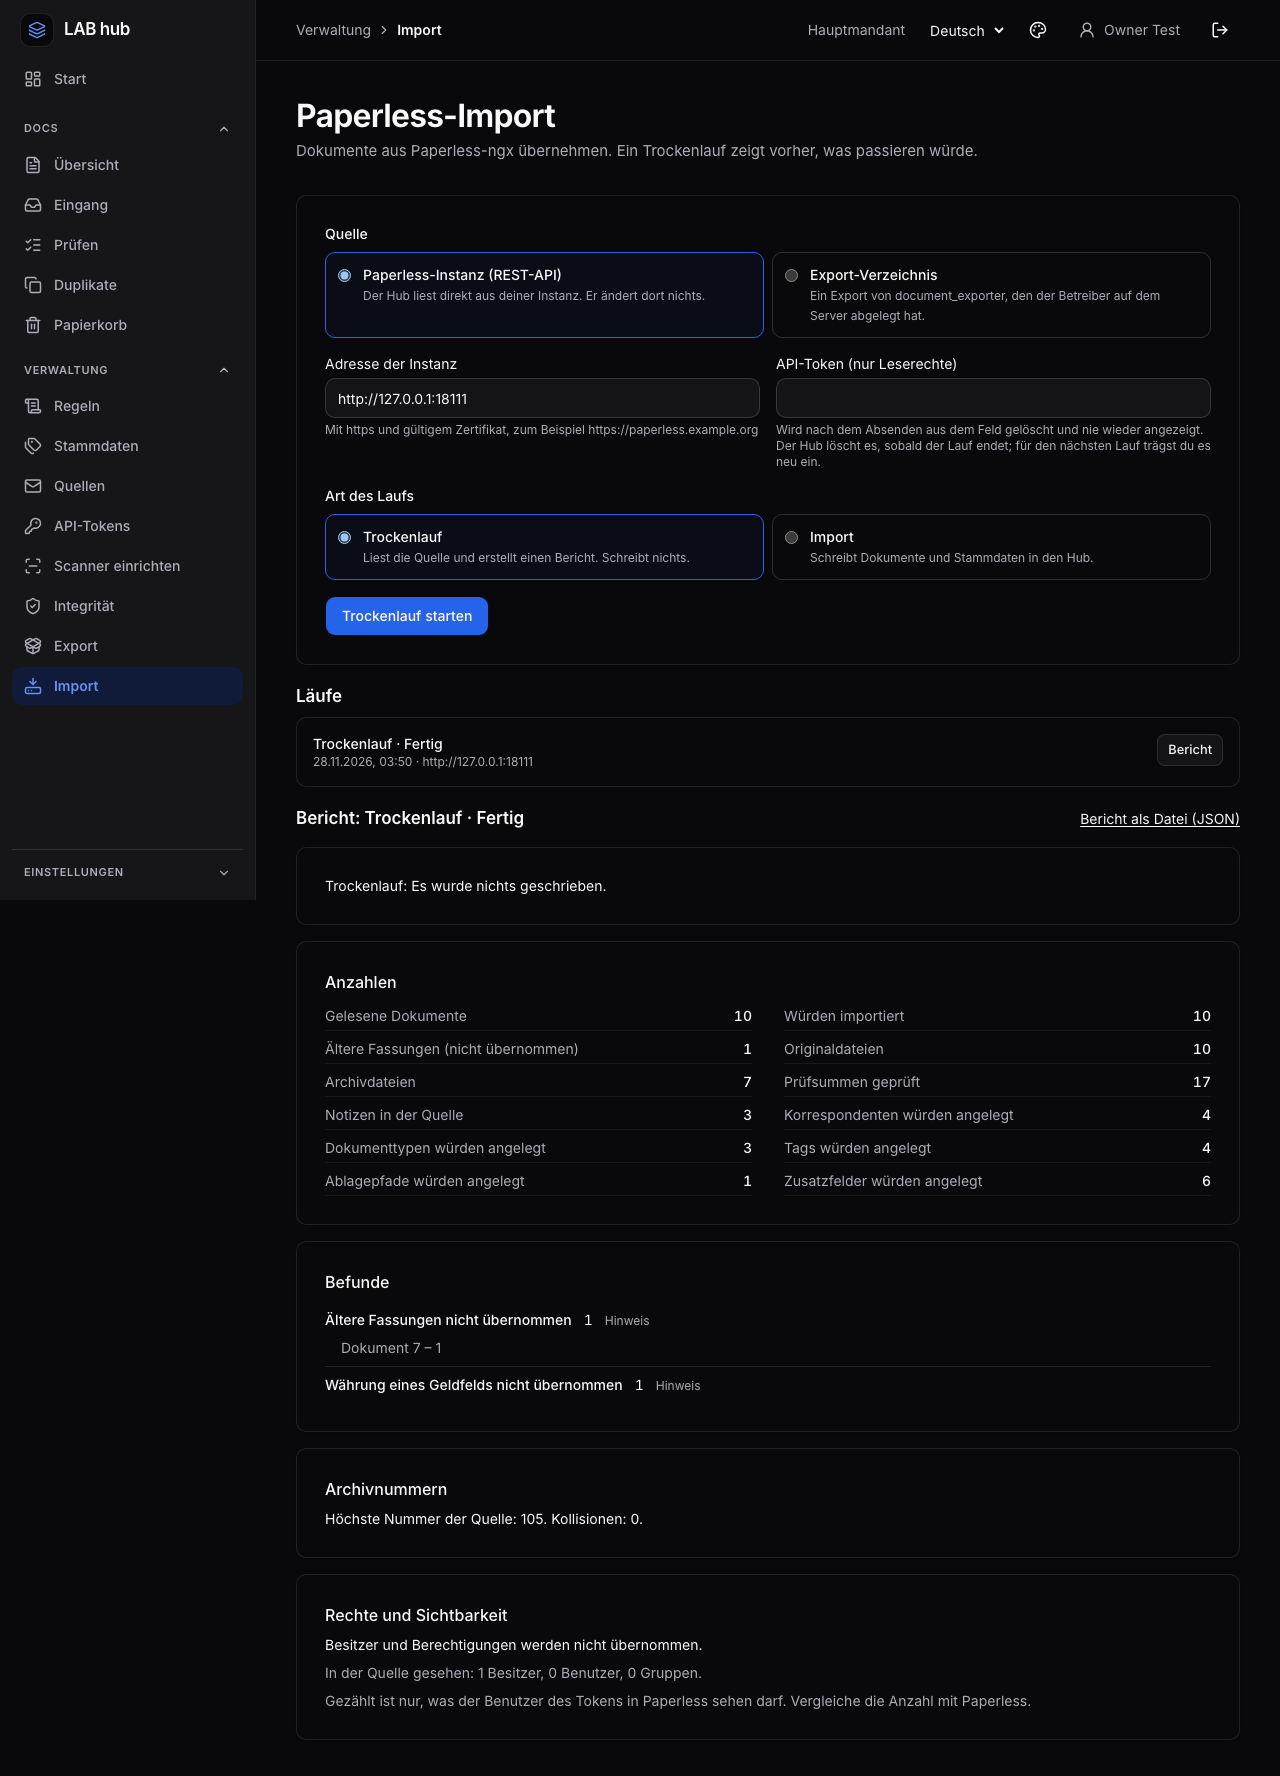 LAB hub
Start
DOCS
Übersicht
Eingang
Prüfen
Duplikate
Papierkorb
VERWALTUNG
Regeln
Stammdaten
Quellen
API-Tokens
Scanner einrichten
Integrität
Export
Import
EINSTELLUNGEN
Verwaltung > Import
Hauptmandant
Deutsch
Owner Test
Paperless-Import
Dokumente aus Paperless-ngx übernehmen. Ein Trockenlauf zeigt vorher, was passieren würde.
Quelle
Paperless-Instanz (REST-API)
Der Hub liest direkt aus deiner Instanz. Er ändert dort nichts.
Export-Verzeichnis
Ein Export von document_exporter, den der Betreiber auf dem
Server abgelegt hat.
Adresse der Instanz
http://127.0.0.1:18111
Mit https und gültigem Zertifikat, zum Beispiel https://paperless.example.org
API-Token (nur Leserechte)
Wird nach dem Absenden aus dem Feld gelöscht und nie wieder angezeigt.
Der Hub löscht es, sobald der Lauf endet; für den nächsten Lauf trägst du es
neu ein.
Art des Laufs
Trockenlauf
Liest die Quelle und erstellt einen Bericht. Schreibt nichts.
Import
Schreibt Dokumente und Stammdaten in den Hub.
Trockenlauf starten
Läufe
Trockenlauf · Fertig
28.11.2026, 03:50 · http://127.0.0.1:18111
Bericht
Bericht: Trockenlauf · Fertig
Bericht als Datei (JSON)
Trockenlauf: Es wurde nichts geschrieben.
Anzahlen
Gelesene Dokumente 10
Würden importiert 10
Ältere Fassungen (nicht übernommen) 1
Originaldateien 10
Archivdateien 7
Prüfsummen geprüft 17
Notizen in der Quelle 3
Korrespondenten würden angelegt 4
Dokumenttypen würden angelegt 3
Tags würden angelegt 4
Ablagepfade würden angelegt 1
Zusatzfelder würden angelegt 6
Befunde
Ältere Fassungen nicht übernommen 1 Hinweis
Dokument 7 – 1
Währung eines Geldfelds nicht übernommen 1 Hinweis
Archivnummern
Höchste Nummer der Quelle: 105. Kollisionen: 0.
Rechte und Sichtbarkeit
Besitzer und Berechtigungen werden nicht übernommen.
In der Quelle gesehen: 1 Besitzer, 0 Benutzer, 0 Gruppen.
Gezählt ist nur, was der Benutzer des Tokens in Paperless sehen darf. Vergleiche die Anzahl mit Paperless.